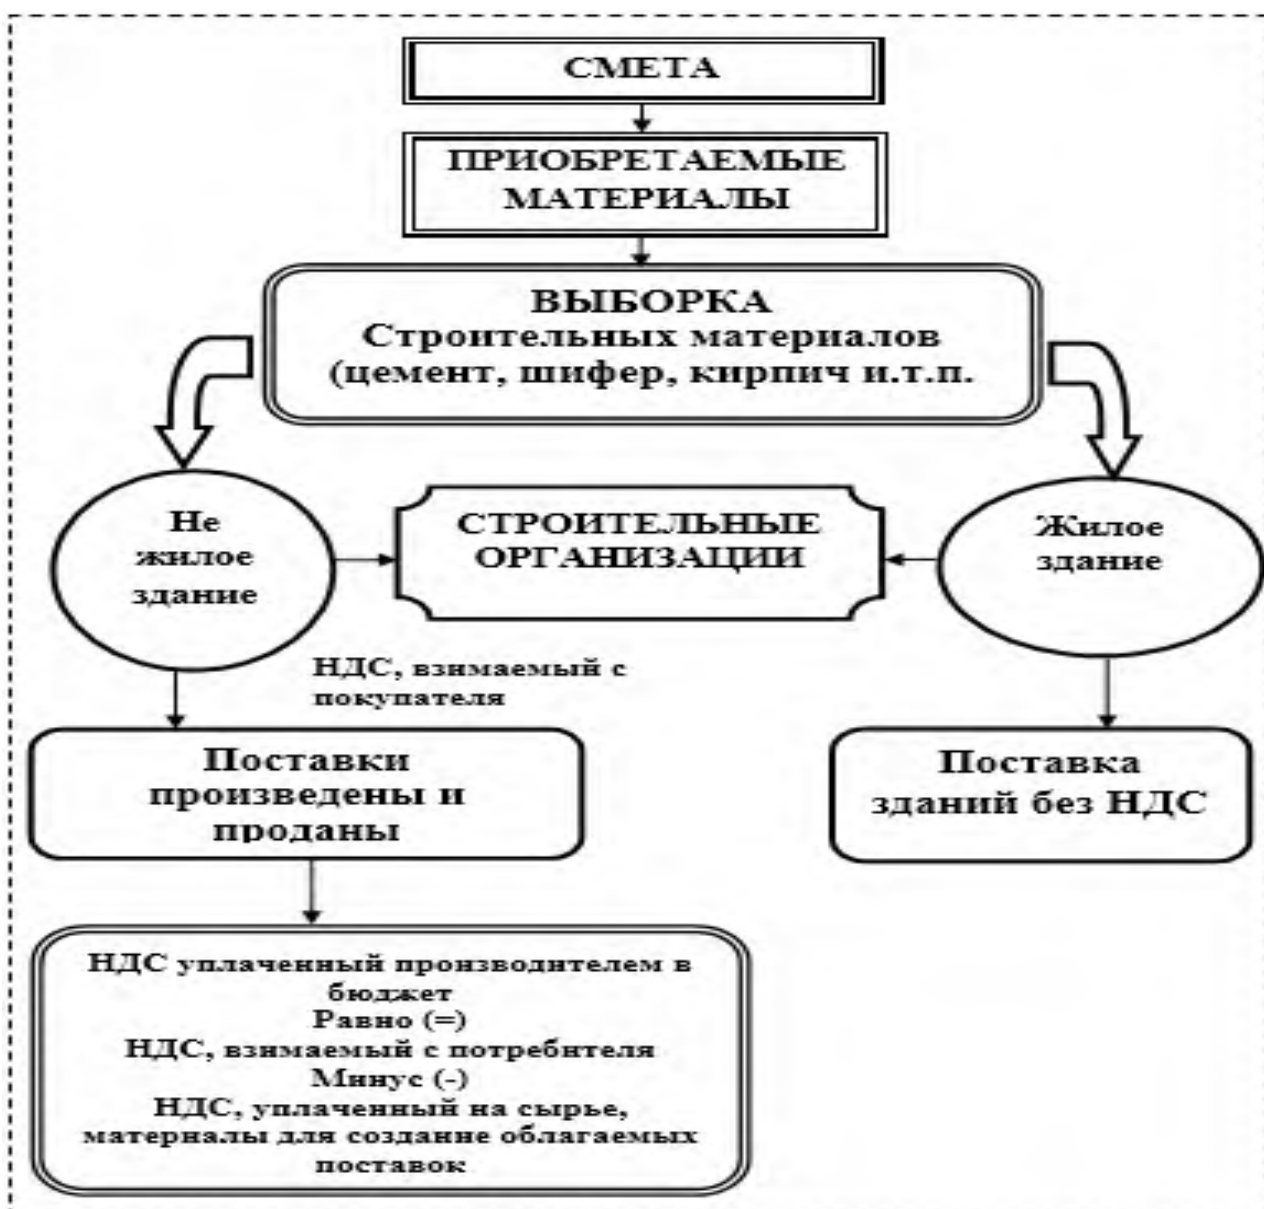 СМЕТА
ПРИОБРЕТАЕМЫЕ
МАТЕРИАЛЫ
ВЫБОРКА
Строительных материалов
(цемент, шифер, кирпич и.т.п.
Не
жилое
здание
СТРОИТЕЛЬНЫЕ
ОРГАНИЗАЦИИ
Жилое
здание
НДС, взимаемый с
покупателя
Поставки
произведены и
проданы
Поставка
зданий без НДС
НДС уплаченный производителем в
бюджет
Равно (=)
НДС, взимаемый с потребителя
Минус (-)
НДС, уплаченный на сырье,
материалы для создание облагаемых
поставок